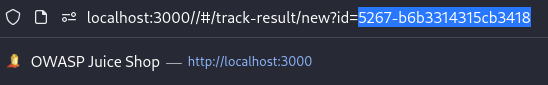 localhost:3000//#/track-result/new?id=5267-b6b3314315cb3418
OWASP Juice Shop — http://localhost:3000